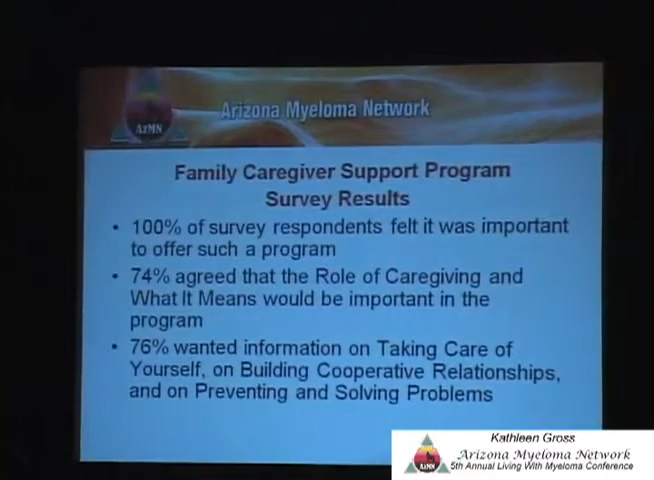 Arizona Myeloma Network
AzMN
Family Caregiver Support Program
Survey Results
• 100% of survey respondents felt it was important
to offer such a program
• 74% agreed that the Role of Caregiving and
What It Means would be important in the
program
• 76% wanted information on Taking Care of
Yourself, on Building Cooperative Relationships,
and on Preventing and Solving Problems
Kathleen Gross
Arizona Myeloma Network
5th Annual Living With Myeloma Conference